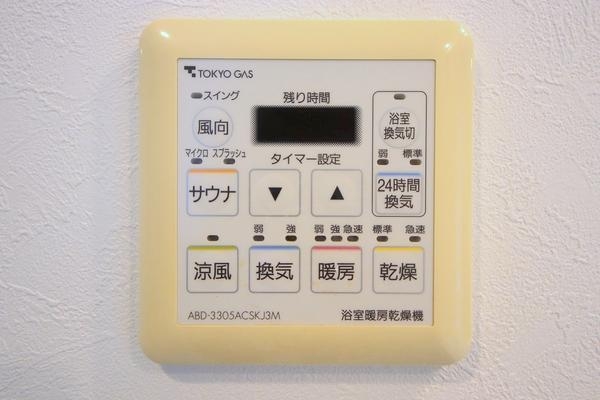 TOKYO GAS
スイング
残り時間
風向
浴室
換気切
マイクロ スプラッシュ
タイマー設定
弱 標準
サウナ
▼
▲
24時間
換気
弱 強
弱 強 急速
標準 急速
涼風
換気
暖房
乾燥
ABD-3305ACSKJ3M
浴室暖房乾燥機